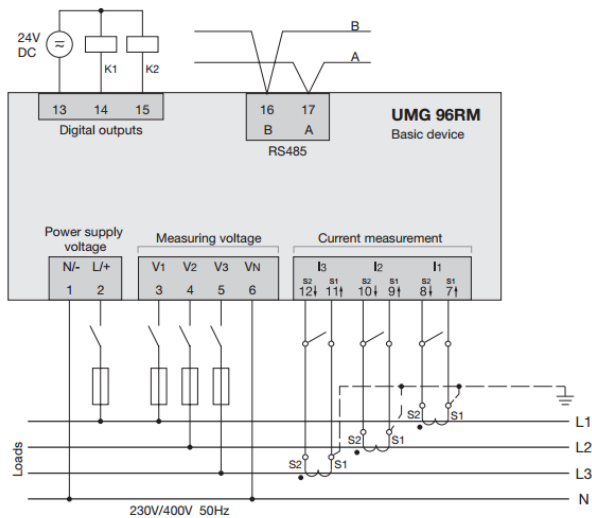 24V
DC
K1
K2
B
A
13 14 15
Digital outputs
16 17
B A
RS485
UMG 96RM
Basic device
Power supply
voltage
Measuring voltage
Current measurement
N/- L/+
1 2
V1 V2 V3 VN
3 4 5 6
I3 I2 I1
S2 S1 S2 S1 S2 S1
12 11 10 9 8 7
S2 S1
S2 S1
S2 S1
L1
L2
L3
N
Loads
230V/400V 50Hz